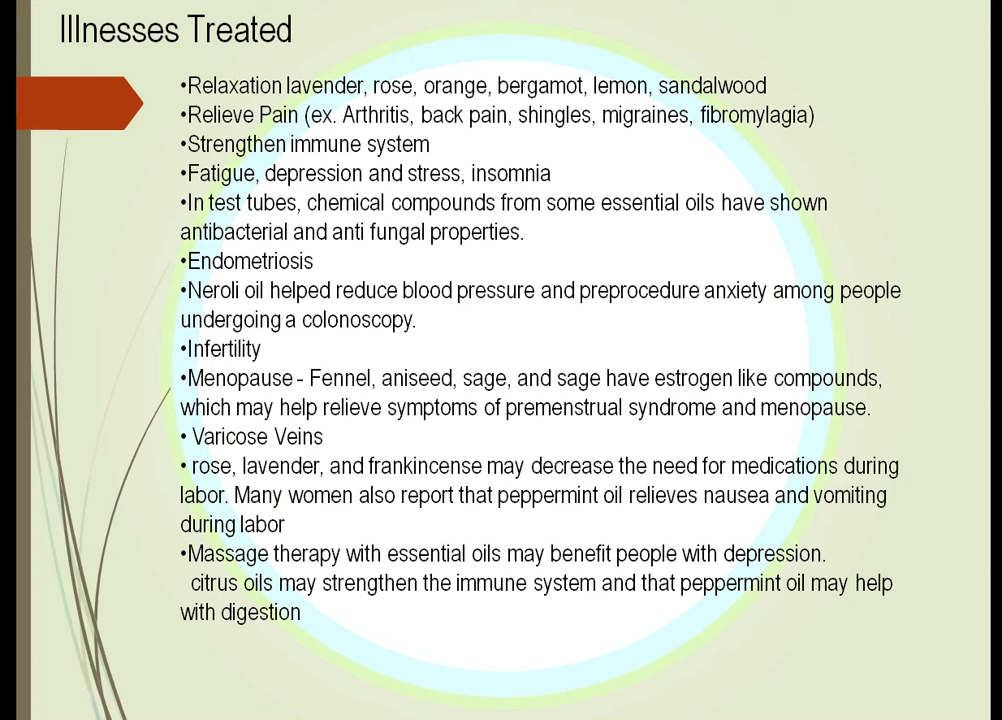 Illnesses Treated
•Relaxation lavender, rose, orange, bergamot, lemon, sandalwood
•Relieve Pain (ex. Arthritis, back pain, shingles, migraines, fibromylagia)
•Strengthen immune system
•Fatigue, depression and stress, insomnia
•In test tubes, chemical compounds from some essential oils have shown
antibacterial and anti fungal properties.
•Endometriosis
•Neroli oil helped reduce blood pressure and preprocedure anxiety among people
undergoing a colonoscopy.
•Infertility
•Menopause - Fennel, aniseed, sage, and sage have estrogen like compounds,
which may help relieve symptoms of premenstrual syndrome and menopause.
• Varicose Veins
• rose, lavender, and frankincense may decrease the need for medications during
labor. Many women also report that peppermint oil relieves nausea and vomiting
during labor
•Massage therapy with essential oils may benefit people with depression.
citrus oils may strengthen the immune system and that peppermint oil may help
with digestion